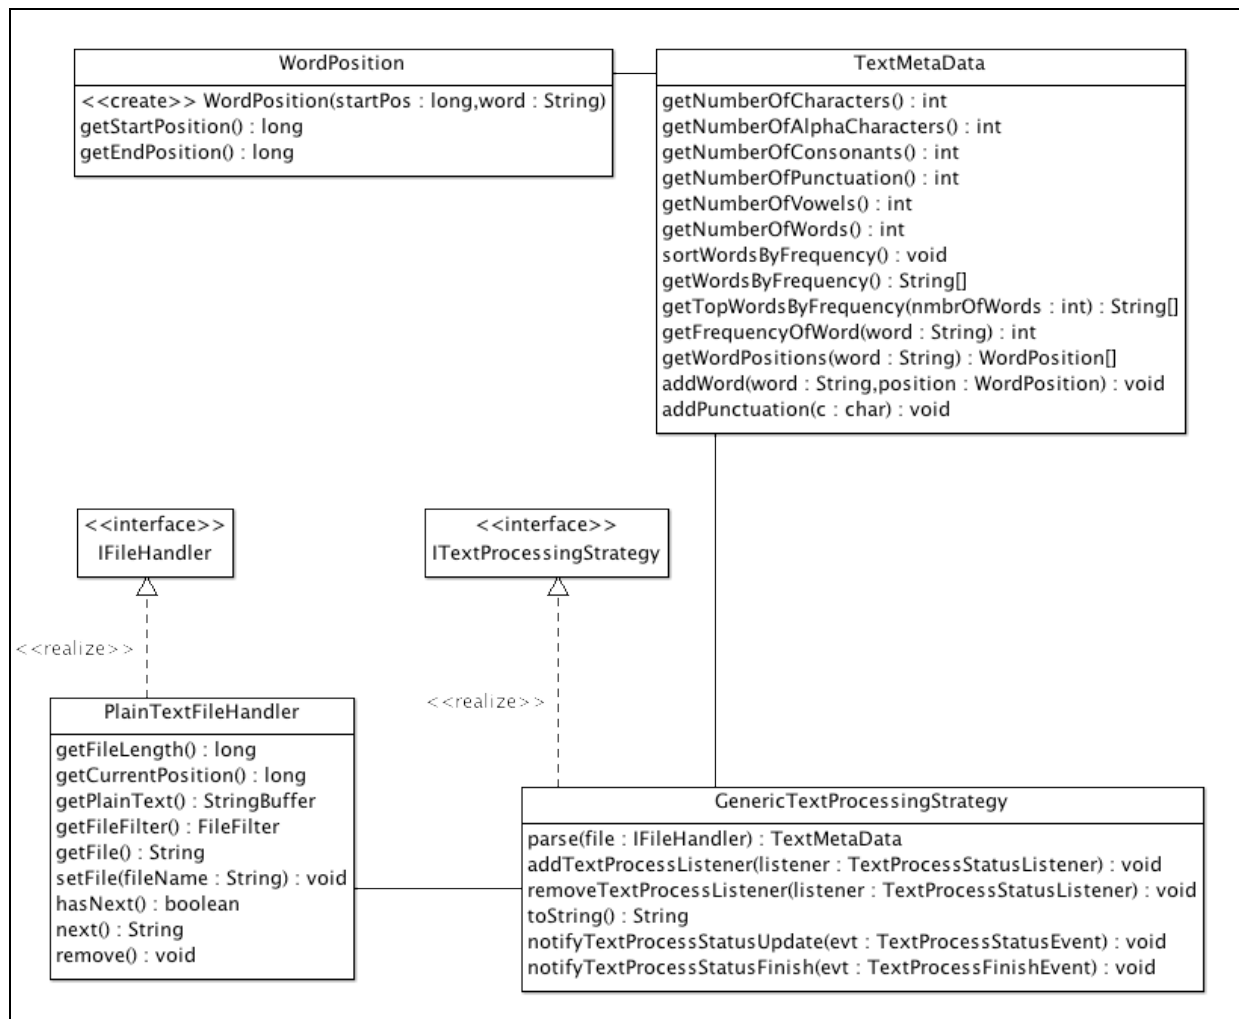 WordPosition
<<create>> WordPosition(startPos : long,word : String)
getStartPosition() : long
getEndPosition() : long
TextMetaData
getNumberOfCharacters() : int
getNumberOfAlphaCharacters() : int
getNumberOfConsonants() : int
getNumberOfPunctuation() : int
getNumberOfVowels() : int
getNumberOfWords() : int
sortWordsByFrequency() : void
getWordsByFrequency() : String[]
getTopWordsByFrequency(nmbrOfWords : int) : String[]
getFrequencyOfWord(word : String) : int
getWordPositions(word : String) : WordPosition[]
addWord(word : String,position : WordPosition) : void
addPunctuation(c : char) : void
<<interface>>
IFileHandler
<<interface>>
ITextProcessingStrategy
<<realize>>
<<realize>>
PlainTextFileHandler
getFileLength() : long
getCurrentPosition() : long
getPlainText() : StringBuffer
getFileFilter() : FileFilter
getFile() : String
setFile(fileName : String) : void
hasNext() : boolean
next() : String
remove() : void
GenericTextProcessingStrategy
parse(file : IFileHandler) : TextMetaData
addTextProcessListener(listener : TextProcessStatusListener) : void
removeTextProcessListener(listener : TextProcessStatusListener) : void
toString() : String
notifyTextProcessStatusUpdate(evt : TextProcessStatusEvent) : void
notifyTextProcessStatusFinish(evt : TextProcessFinishEvent) : void